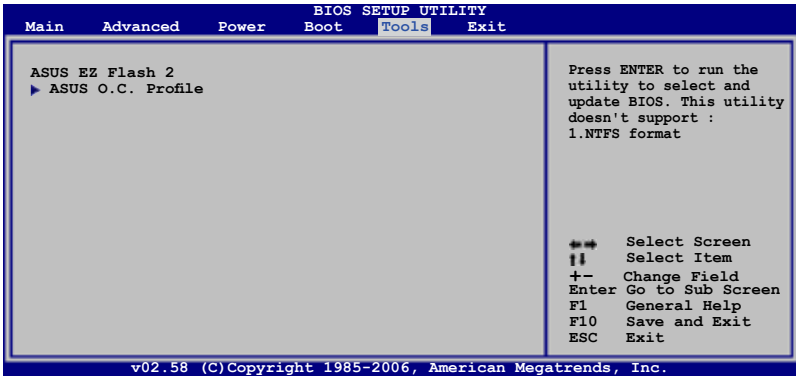 BIOS SETUP UTILITY
Main Advanced Power Boot Tools Exit
ASUS EZ Flash 2
ASUS O.C. Profile
Press ENTER to run the
utility to select and
update BIOS. This utility
doesn't support :
1.NTFS format
Select Screen
Select Item
+- Change Field
Enter Go to Sub Screen
F1 General Help
F10 Save and Exit
ESC Exit
v02.58 (C)Copyright 1985-2006, American Megatrends, Inc.